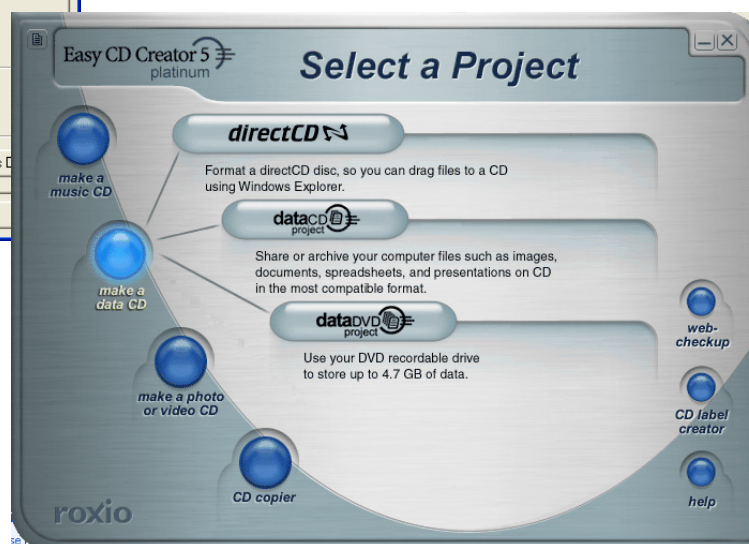 Easy CD Creator 5
platinum
Select a Project
make a
music CD
directCD
Format a directCD disc, so you can drag files to a CD
using Windows Explorer.
make a
data CD
dataCD
project
Share or archive your computer files such as images,
documents, spreadsheets, and presentations on CD
in the most compatible format.
dataDVD
project
Use your DVD recordable drive
to store up to 4.7 GB of data.
make a photo
or video CD
CD copier
web-
checkup
CD label
creator
help
roxio